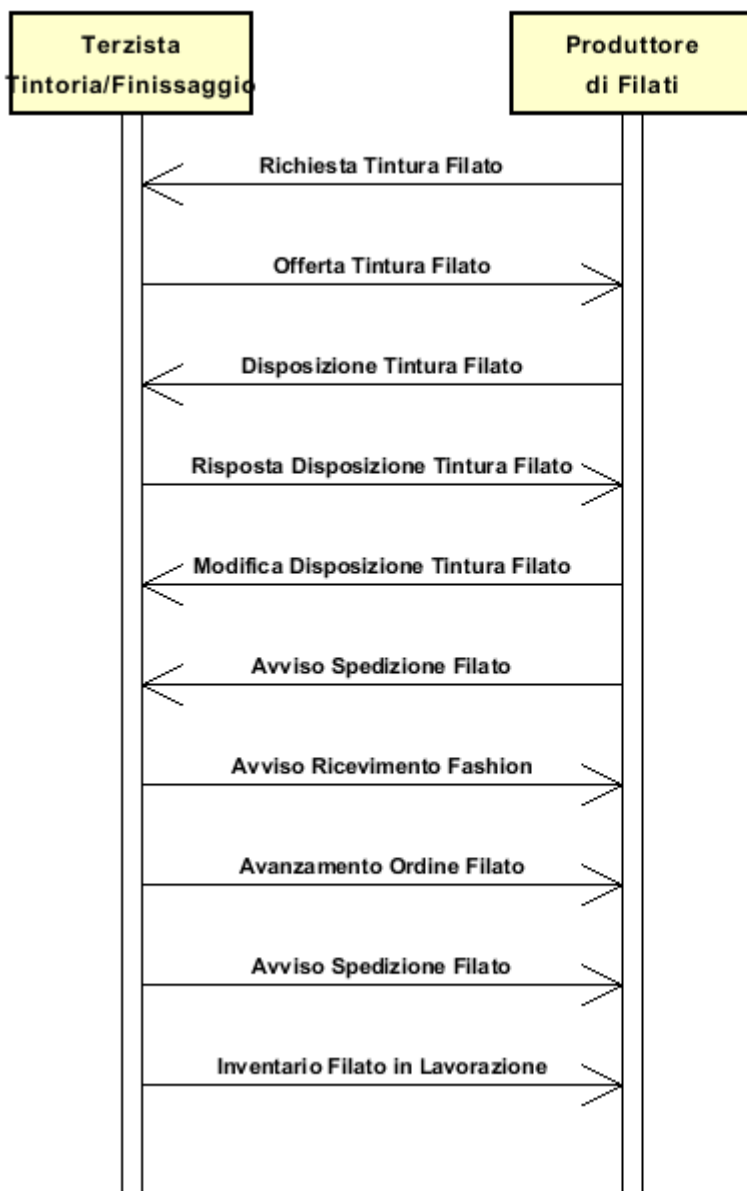 Terzista
Tintoria/Finissaggio
Produttore
di Filati
Richiesta Tintura Filato
Offerta Tintura Filato
Disposizione Tintura Filato
Risposta Disposizione Tintura Filato
Modifica Disposizione Tintura Filato
Avviso Spedizione Filato
Avviso Ricevimento Fashion
Avanzamento Ordine Filato
Avviso Spedizione Filato
Inventario Filato in Lavorazione